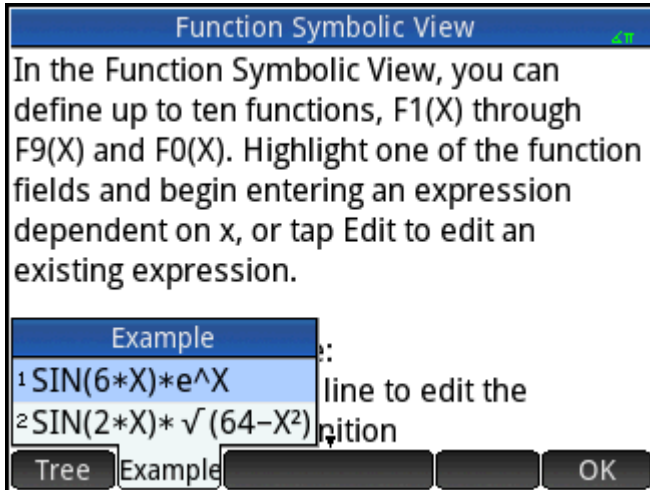 Function Symbolic View
∡π
In the Function Symbolic View, you can
define up to ten functions, F1(X) through
F9(X) and F0(X). Highlight one of the function
fields and begin entering an expression
dependent on x, or tap Edit to edit an
existing expression.
Example
1 SIN(6*X)*e^X
line to edit the
2 SIN(2*X)*√(64-X²)
Tree Example OK